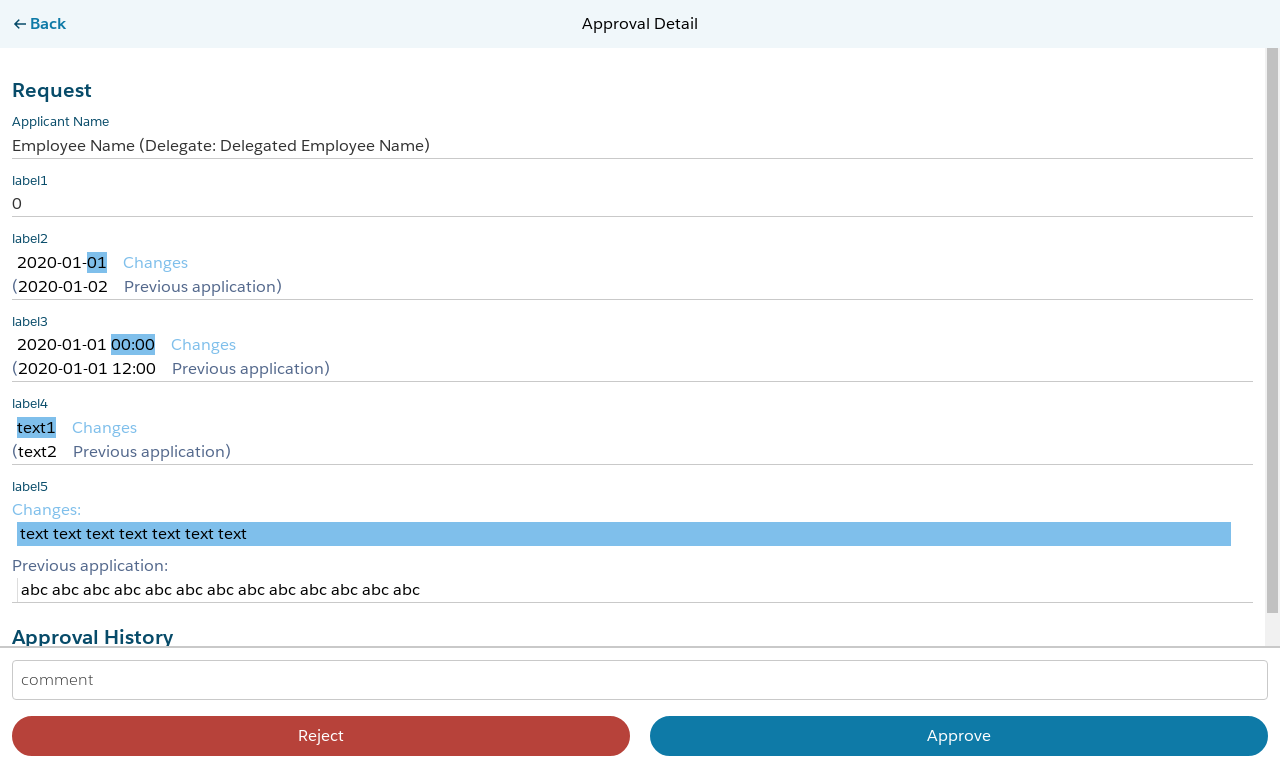 Back
Approval Detail
Request
Applicant Name
Employee Name (Delegate: Delegated Employee Name)
label1
0
label2
2020-01-01 Changes
(2020-01-02 Previous application)
label3
2020-01-01 00:00 Changes
(2020-01-01 12:00 Previous application)
label4
text1 Changes
(text2 Previous application)
label5
Changes:
text text text text text text text
Previous application:
abc abc abc abc abc abc abc abc abc abc abc abc abc
Approval History
comment
Reject
Approve